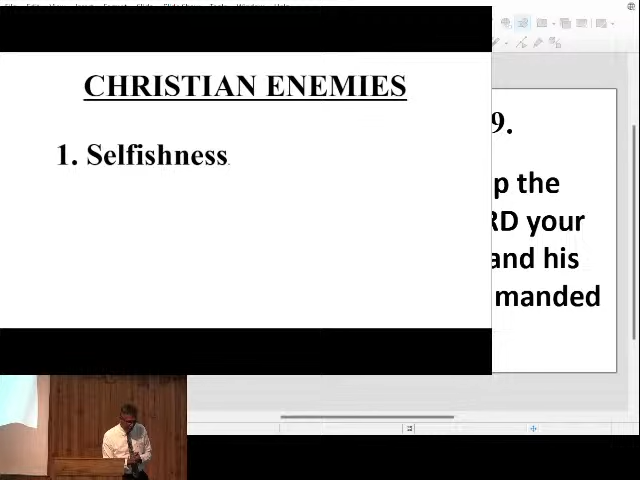 CHRISTIAN ENEMIES
1. Selfishness
9.
p the
RD your
and his
manded